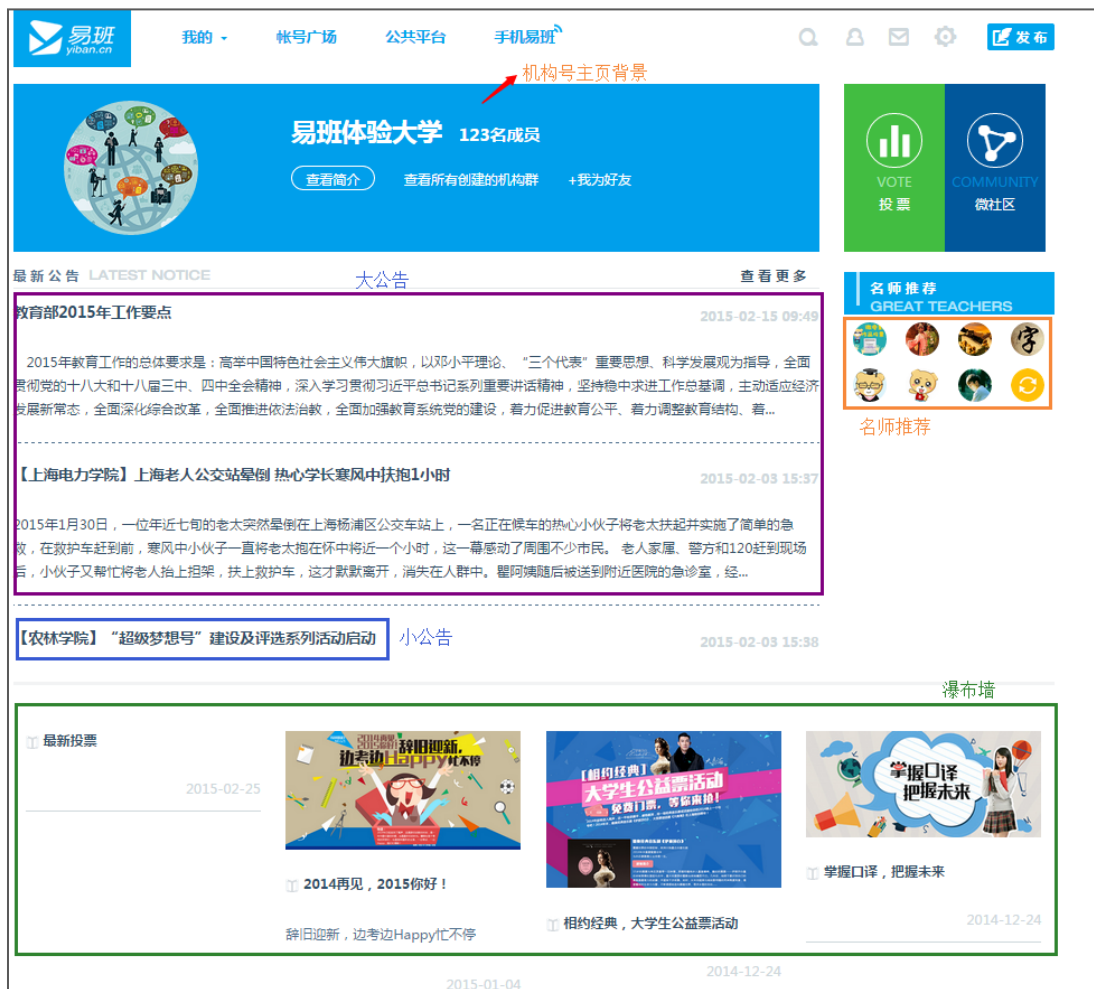 易班
yiban.cn
我的
帐号广场
公共平台
手机易班
发布
机构号主页背景
易班体验大学 123名成员
查看简介 查看所有创建的机构群 +我为好友
VOTE
投票
COMMUNITY
微社区
最新公告 LATEST NOTICE
大公告
查看更多
名师推荐
GREAT TEACHERS
字
名师推荐
教育部2015年工作要点
2015-02-15 09:49
2015年教育工作的总体要求是：高举中国特色社会主义伟大旗帜，以邓小平理论、“三个代表”重要思想、科学发展观为指导，全面
贯彻党的十八大和十八届三中、四中全会精神，深入学习贯彻习近平总书记系列重要讲话精神，坚持稳中求进工作总基调，主动适应经济
发展新常态，全面深化综合改革，全面推进依法治教，全面加强教育系统党的建设，着力促进教育公平、着力调整教育结构、着...
【上海电力学院】上海老人公交站晕倒 热心学长寒风中扶抱1小时
2015-02-03 15:37
2015年1月30日，一位年近七旬的老太突然晕倒在上海杨浦区公交车站上，一名正在候车的热心小伙子将老太扶起并实施了简单的急
救，在救护车赶到前，寒风中小伙子一直将老太抱在怀中将近一个小时，这一幕感动了周围不少市民。 老人家属、警方和120赶到现场
后，小伙子又帮忙将老人抬上担架，扶上救护车，这才默默离开，消失在人群中。瞿阿姨随后被送到附近医院的急诊室，经...
【农林学院】“超级梦想号”建设及评选系列活动启动
小公告
2015-02-03 15:38
瀑布墙
最新投票
2015-02-25
2014再见
2015你好!
辞旧迎新,
边考边Happy忙不停
2014再见，2015你好！
辞旧迎新，边考边Happy忙不停
2015-01-04
【相约经典】
大学生公益票活动
免费门票，等你来抢！
相约经典，大学生公益票活动
2014-12-24
掌握口译
把握未来
掌握口译，把握未来
2014-12-24